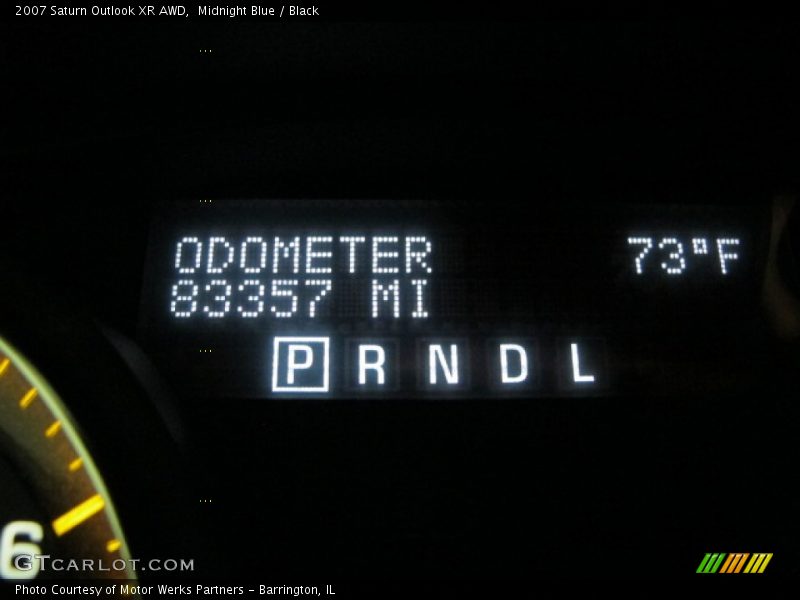 2007 Saturn Outlook XR AWD,  Midnight Blue / Black
ODOMETER 73°F
83357 MI
P R N D L
6
GTCARLOT.COM
Photo Courtesy of Motor Werks Partners - Barrington, IL